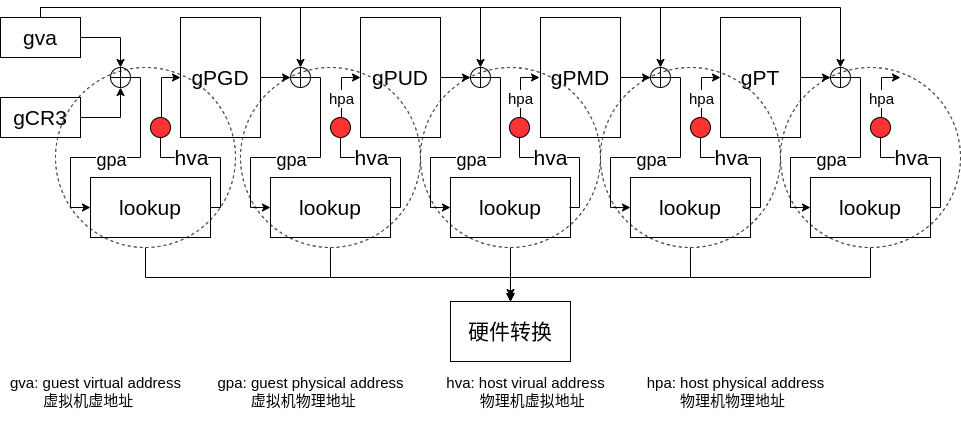 gva
gCR3
gPGD
gPUD
gPMD
gPT
hpa
hpa
hpa
hpa
gpa
hva
gpa
hva
gpa
hva
gpa
hva
gpa
hva
lookup
lookup
lookup
lookup
lookup
硬件转换
gva: guest virtual address
虚拟机虚地址
gpa: guest physical address
虚拟机物理地址
hva: host virual address
物理机虚拟地址
hpa: host physical address
物理机物理地址